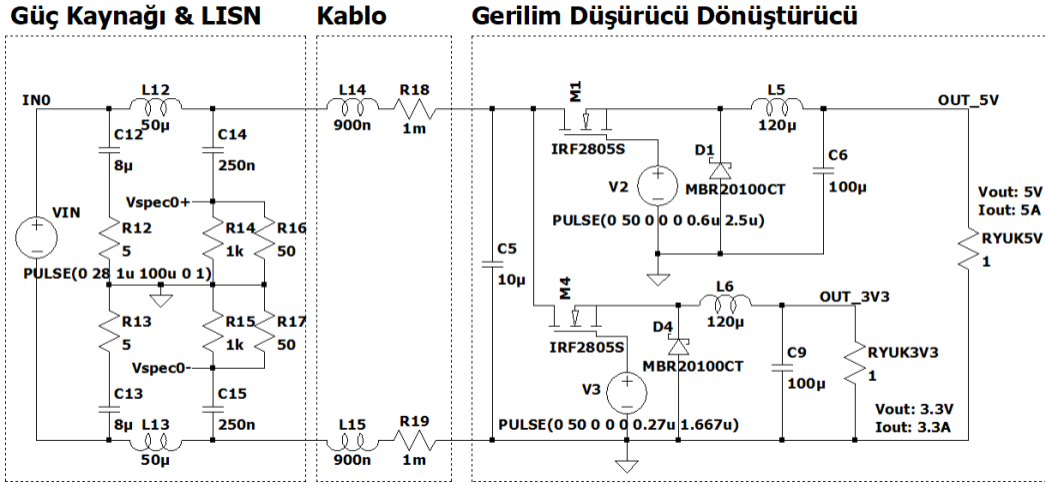 Güç Kaynağı & LISN
Kablo
Gerilim Düşürücü Dönüştürücü
IN0
L12
50µ
C12
8µ
C14
250n
Vspec0+
VIN
PULSE(0 28 1u 100u 0 1)
R12
5
R14
1k
R16
50
R13
5
R15
1k
R17
50
Vspec0-
C13
8µ
L13
50µ
C15
250n
L14
900n
R18
1m
L15
900n
R19
1m
C5
10µ
M1
IRF2805S
V2
PULSE(0 50 0 0 0 0.6u 2.5u)
D1
MBR20100CT
L5
120µ
C6
100µ
OUT_5V
Vout: 5V
Iout: 5A
RYUK5V
1
M4
IRF2805S
V3
PULSE(0 50 0 0 0 0.27u 1.667u)
D4
MBR20100CT
L6
120µ
OUT_3V3
C9
100µ
RYUK3V3
1
Vout: 3.3V
Iout: 3.3A